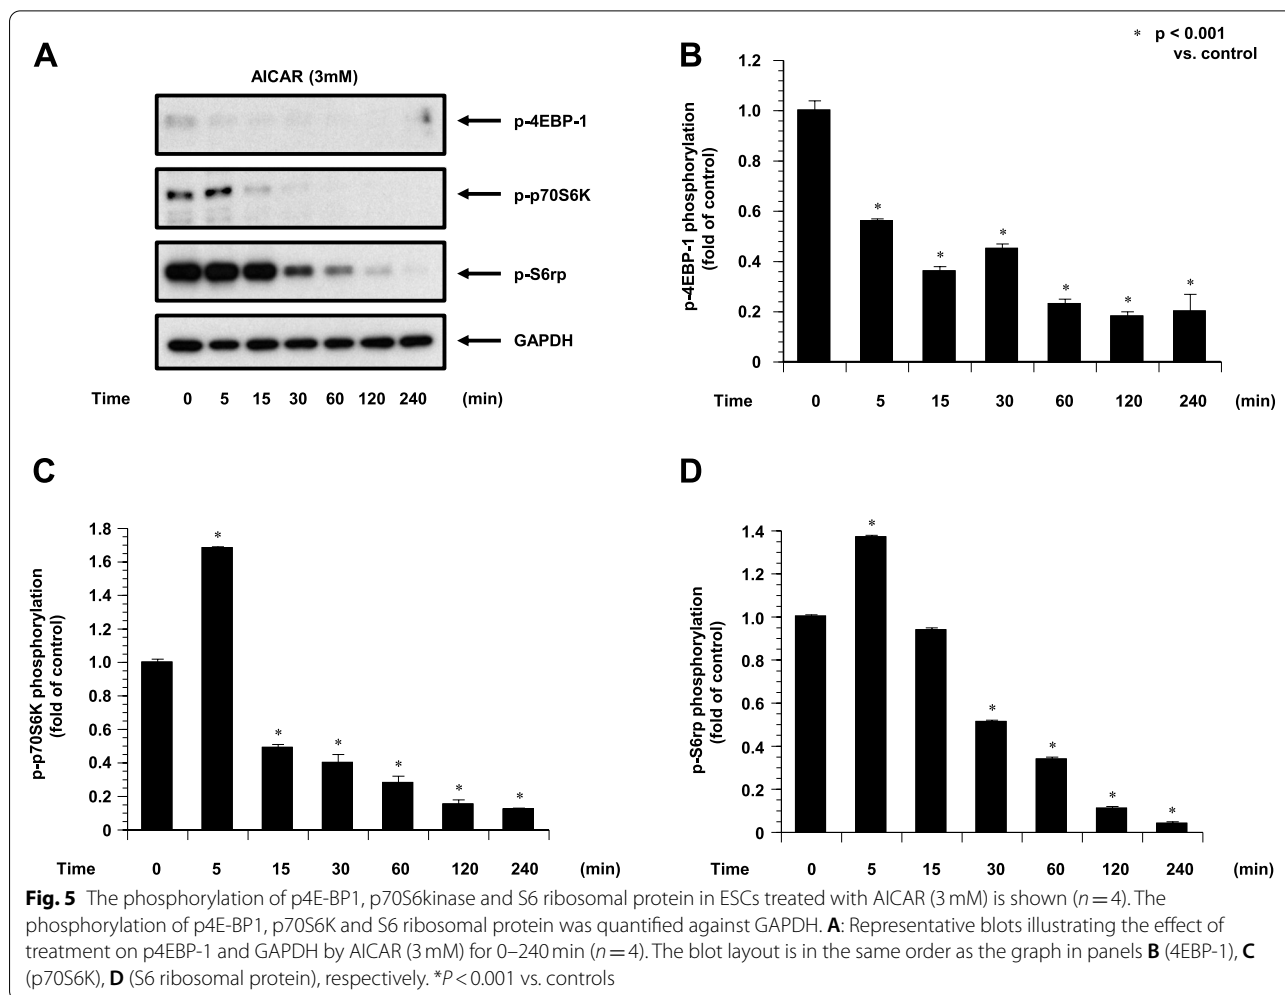 A
AICAR (3mM)
p-4EBP-1
p-p70S6K
p-S6rp
GAPDH
Time 0 5 15 30 60 120 240 (min)
B
* p < 0.001
vs. control
p-4EBP-1 phosphorylation
(fold of control)
1.2
1.0
0.8
0.6
0.4
0.2
0
* * * * * *
Time 0 5 15 30 60 120 240 (min)
C
p-p70S6K phosphorylation
(fold of control)
1.8
1.6
1.4
1.2
1.0
0.8
0.6
0.4
0.2
0
* * * * * *
Time 0 5 15 30 60 120 240 (min)
D
p-S6rp phosphorylation
(fold of control)
1.4
1.2
1.0
0.8
0.6
0.4
0.2
0
* * * * *
Time 0 5 15 30 60 120 240 (min)
Fig. 5 The phosphorylation of p4E-BP1, p70S6kinase and S6 ribosomal protein in ESCs treated with AICAR (3 mM) is shown (n = 4). The
phosphorylation of p4E-BP1, p70S6K and S6 ribosomal protein was quantified against GAPDH. A: Representative blots illustrating the effect of
treatment on p4EBP-1 and GAPDH by AICAR (3 mM) for 0–240 min (n = 4). The blot layout is in the same order as the graph in panels B (4EBP-1), C
(p70S6K), D (S6 ribosomal protein), respectively. *P < 0.001 vs. controls